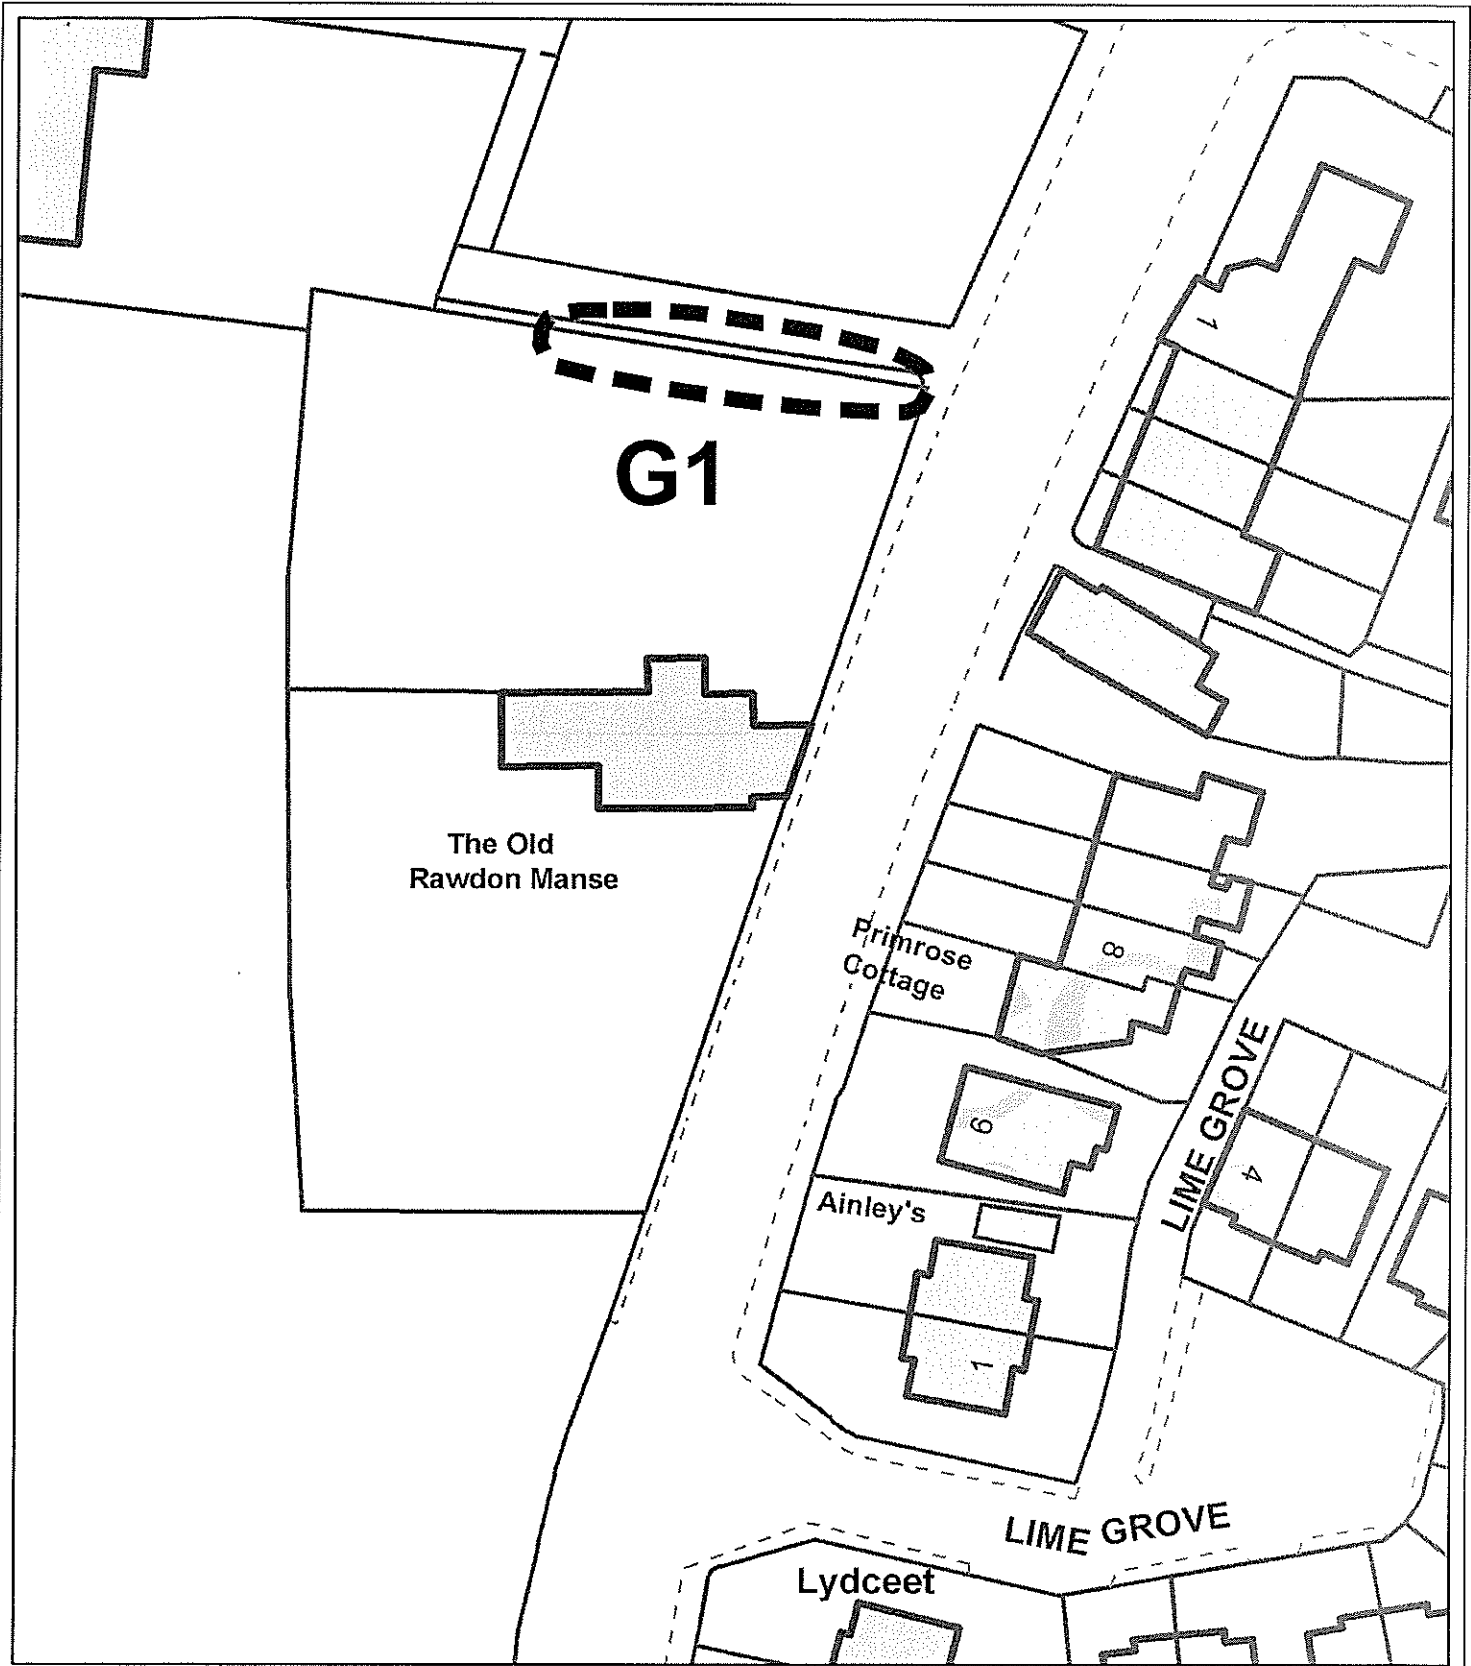 1
G1
The Old
Rawdon Manse
Primrose
Cottage
8
LIME GROVE
6
4
Ainley's
1
LIME GROVE
Lydceet